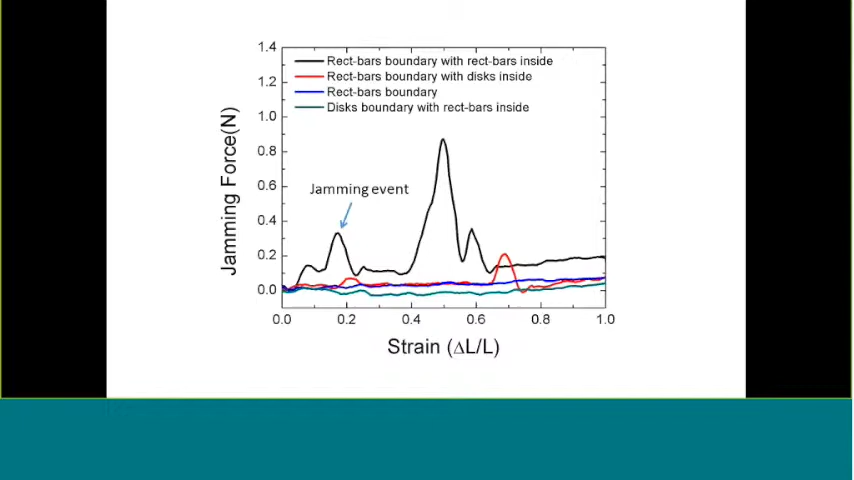 1.4
1.2
1.0
0.8
0.6
0.4
0.2
0.0
Jamming Force(N)
Rect-bars boundary with rect-bars inside
Rect-bars boundary with disks inside
Rect-bars boundary
Disks boundary with rect-bars inside
Jamming event
0.0 0.2 0.4 0.6 0.8 1.0
Strain (△L/L)